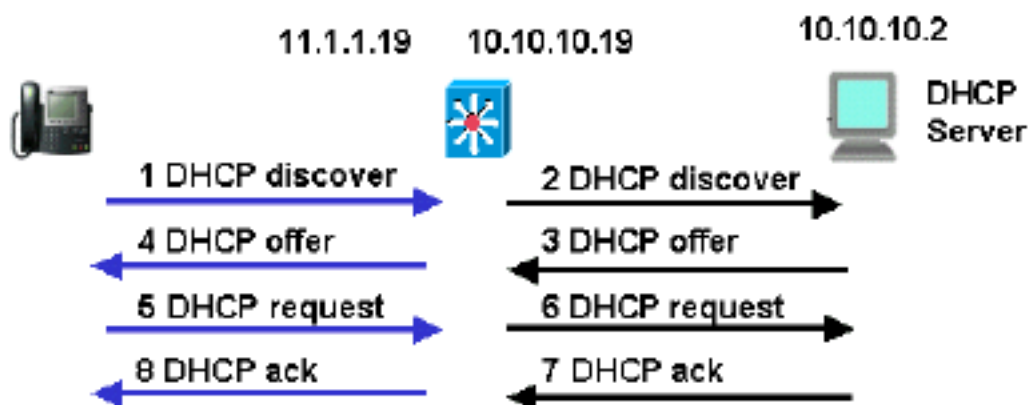 11.1.1.19
10.10.10.19
10.10.10.2
DHCP
Server
1 DHCP discover
2 DHCP discover
4 DHCP offer
3 DHCP offer
5 DHCP request
6 DHCP request
8 DHCP ack
7 DHCP ack